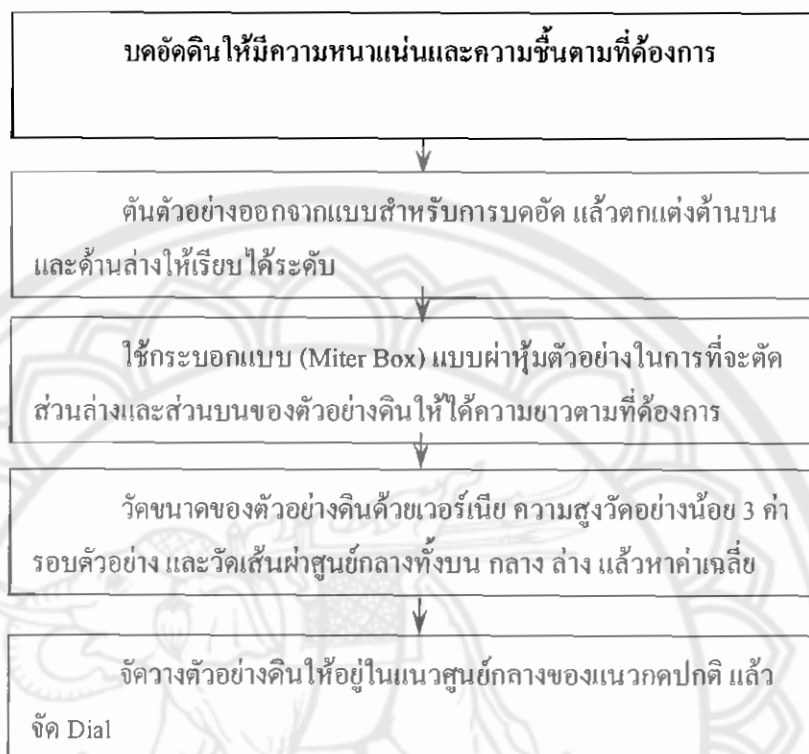 บดอัดดินให้มีความหนาแน่นและความชื้นตามที่ต้องการ
ดันตัวอย่างออกจากแบบสำหรับการบดอัด แล้วตกแต่งด้านบน
และด้านล่างให้เรียบได้ระดับ
ใช้กระบอกแบบ (Miter Box) แบบผ่าหุ้มตัวอย่างในการที่จะตัด
ส่วนล่างและส่วนบนของตัวอย่างดินให้ได้ความยาวตามที่ต้องการ
วัดขนาดของตัวอย่างดินด้วยเวอร์เนีย ความสูงวัดอย่างน้อย 3 ค่า
รอบตัวอย่าง และวัดเส้นผ่าศูนย์กลางทั้งบน กลาง ล่าง แล้วหาค่าเฉลี่ย
จัดวางตัวอย่างดินให้อยู่ในแนวศูนย์กลางของแนวกดปกติ แล้ว
จัด Dial